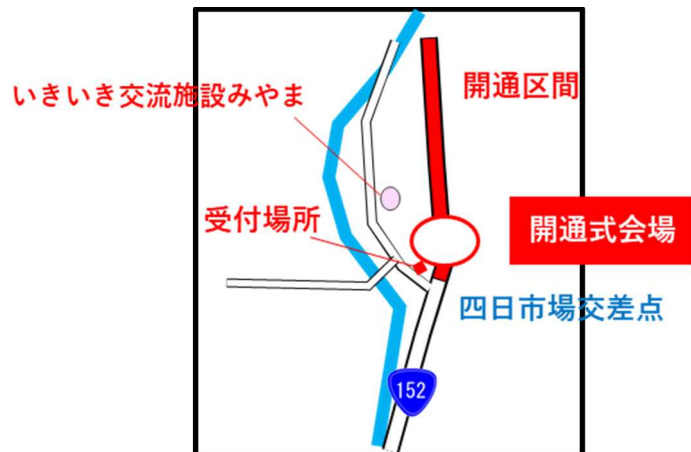 開通区間
いきいき交流施設みやま
受付場所
開通式会場
四日市場交差点
152